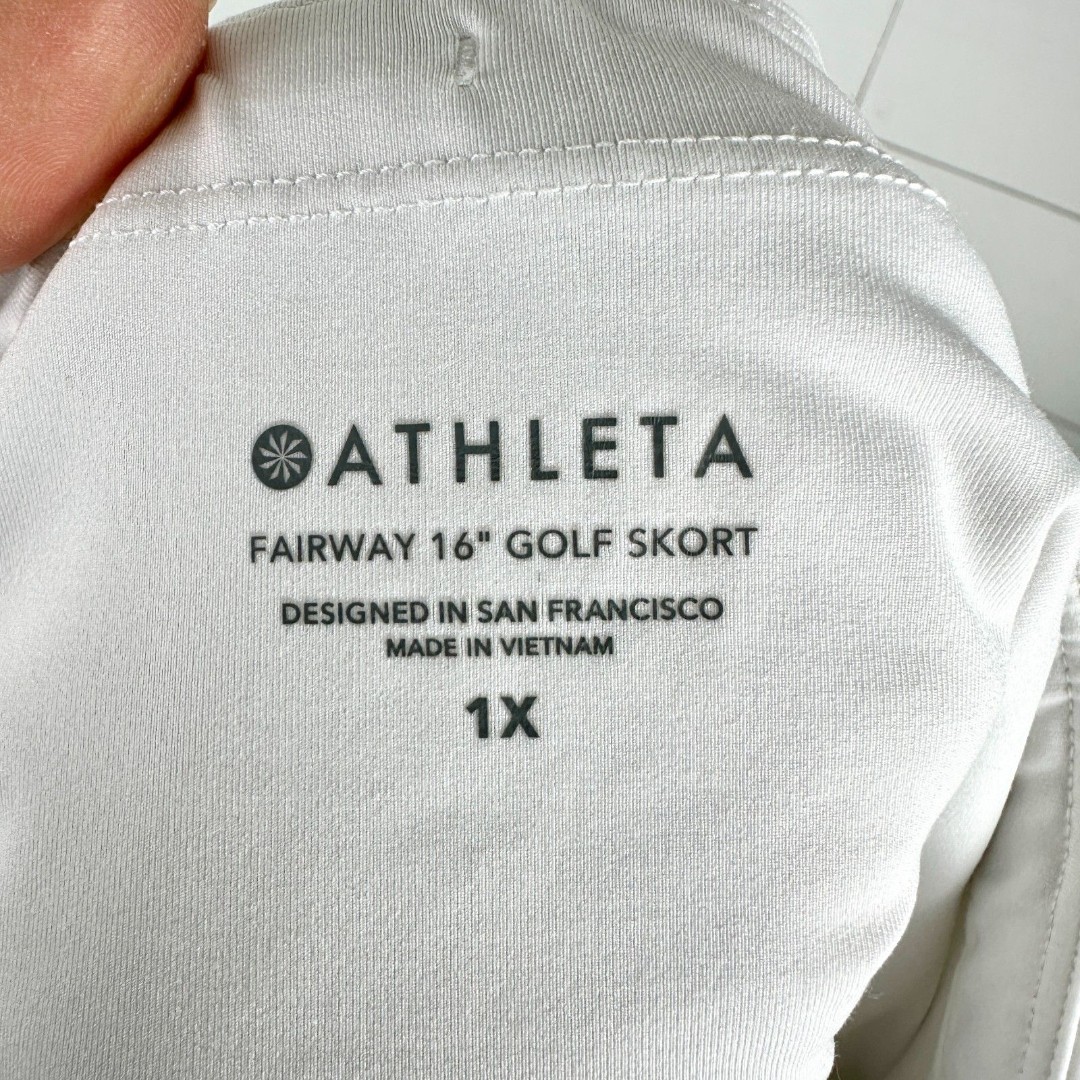 ATHLETA
FAIRWAY 16" GOLF SKORT
DESIGNED IN SAN FRANCISCO
MADE IN VIETNAM
1X